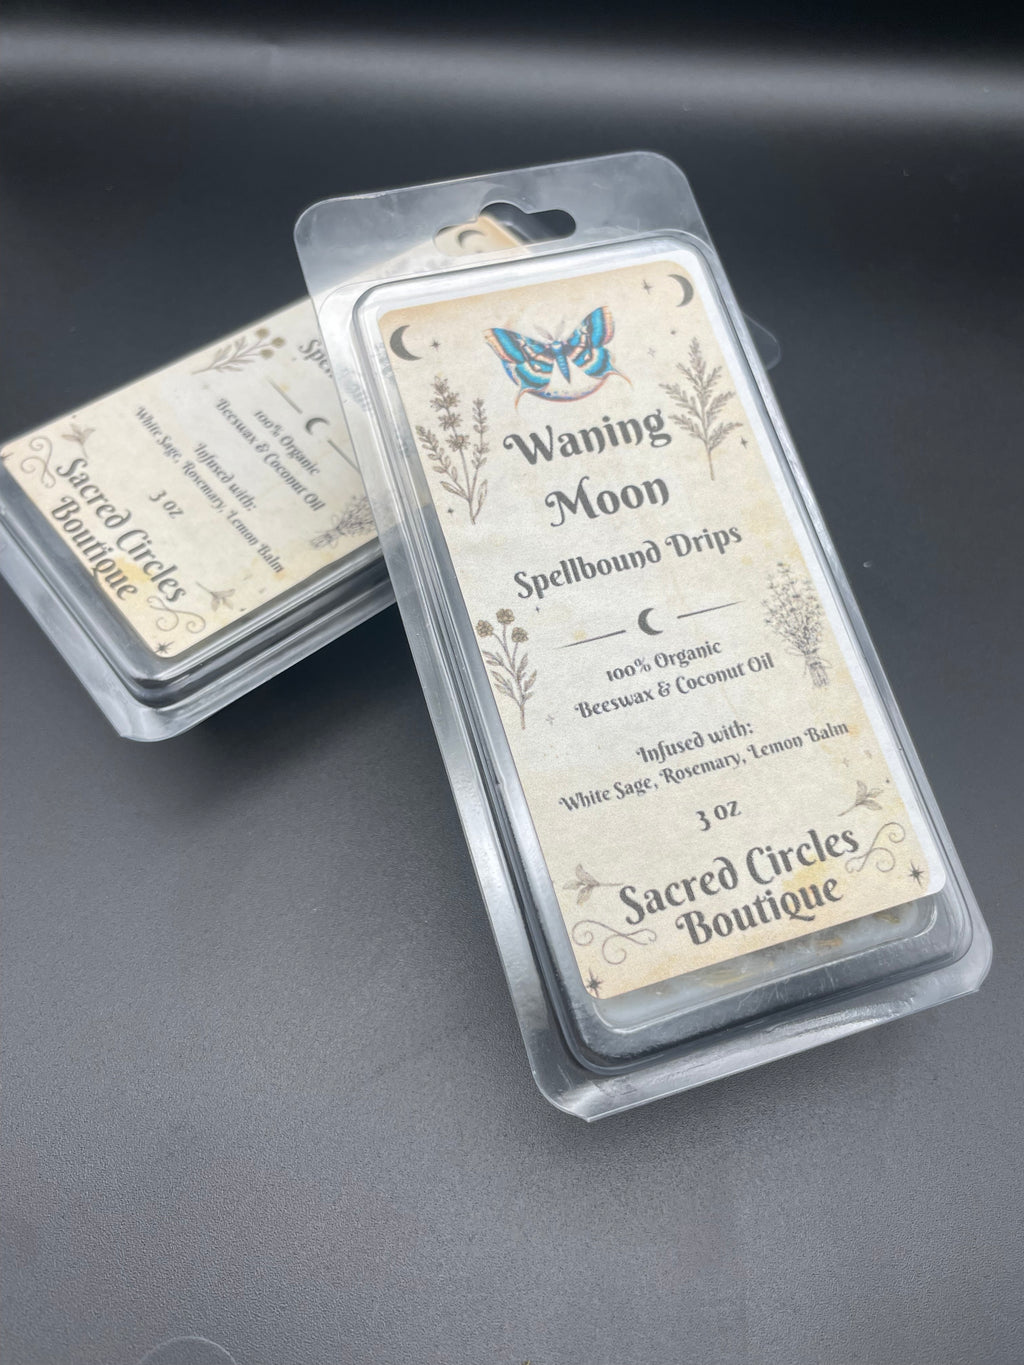 Waning
Moon
Spellbound Drips
100% Organic
Beeswax & Coconut Oil
Infused with:
White Sage, Rosemary, Lemon Balm
3 oz
Sacred Circles
Boutique
100% Organic
Beeswax & Coconut Oil
Infused with:
White Sage, Rosemary, Lemon Balm
3 oz
Sacred Circles
Boutique